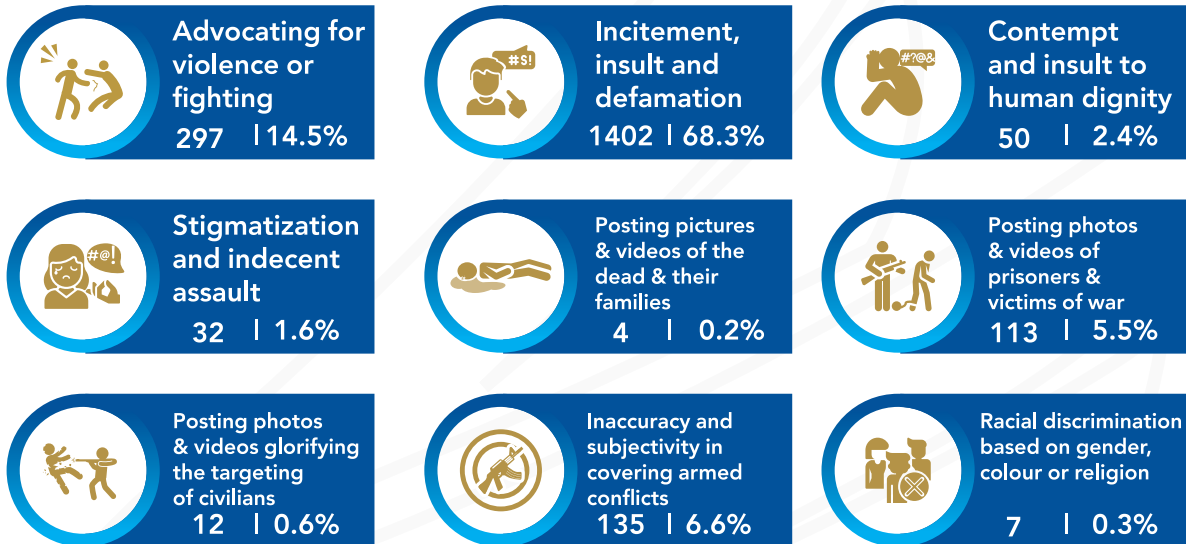 Advocating for
violence or
fighting
297 | 14.5%
#$!
Incitement,
insult and
defamation
1402 | 68.3%
#?@&
Contempt
and insult to
human dignity
50 | 2.4%
#@!
Stigmatization
and indecent
assault
32 | 1.6%
Posting pictures
& videos of the
dead & their
families
4 | 0.2%
Posting photos
& videos of
prisoners &
victims of war
113 | 5.5%
Posting photos
& videos glorifying
the targeting
of civilians
12 | 0.6%
Inaccuracy and
subjectivity in
covering armed
conflicts
135 | 6.6%
Racial discrimination
based on gender,
colour or religion
7 | 0.3%